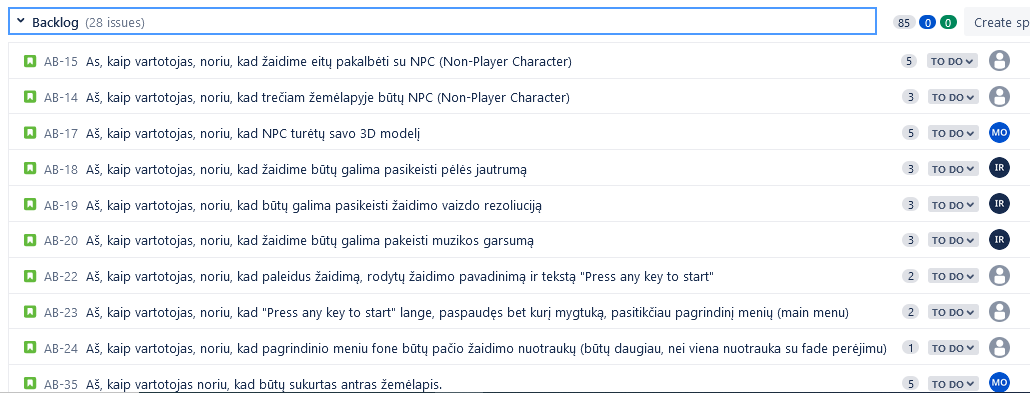 Backlog (28 issues) 85 0 0 Create sp
AB-15 As, kaip vartotojas, noriu, kad žaidime eitų pakalbėti su NPC (Non-Player Character) 5 TO DO
AB-14 Aš, kaip vartotojas, noriu, kad trečiam žemėlapyje būtų NPC (Non-Player Character) 3 TO DO
AB-17 Aš, kaip vartotojas, noriu, kad NPC turėtų savo 3D modelį 5 TO DO MO
AB-18 Aš, kaip vartotojas, noriu, kad žaidime būtų galima pasikeisti pėlės jautrumą 3 TO DO IR
AB-19 Aš, kaip vartotojas, noriu, kad būtų galima pasikeisti žaidimo vaizdo rezoliuciją 3 TO DO IR
AB-20 Aš, kaip vartotojas, noriu, kad žaidime būtų galima pakeisti muzikos garsumą 3 TO DO IR
AB-22 Aš, kaip vartotojas, noriu, kad paleidus žaidimą, rodytų žaidimo pavadinimą ir tekstą "Press any key to start" 2 TO DO
AB-23 Aš, kaip vartotojas, noriu, kad "Press any key to start" lange, paspaudęs bet kurį mygtuką, pasitikčiau pagrindinį menių (main menu) 2 TO DO
AB-24 Aš, kaip vartotojas, noriu, kad pagrindinio meniu fone būtų pačio žaidimo nuotraukų (būtų daugiau, nei viena nuotrauka su fade perėjimu) 1 TO DO
AB-35 Aš, kaip vartotojas noriu, kad būtų sukurtas antras žemėlapis. 5 TO DO MO